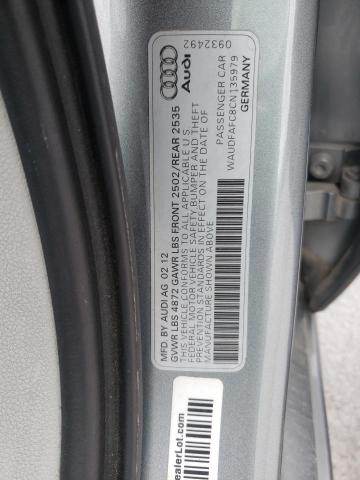 MFD. BY AUDI AG 02 12
GVWR LBS 4872 GAWR LBS FRONT 2502/REAR 2535
THIS VEHICLE CONFORMS TO ALL APPLICABLE U S
FEDERAL MOTOR VEHICLE SAFETY BUMPER AND THEFT
PREVENTION STANDARDS IN EFFECT ON THE DATE OF
MANUFACTURE SHOWN ABOVE
Audi
0932492
PASSENGER CAR
WAUDFAFC8CN135979
GERMANY
ealerLot.com